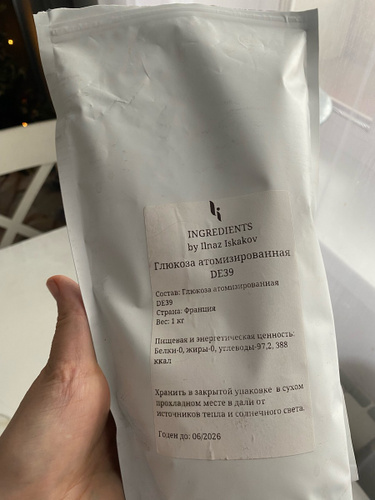 INGREDIENTS
by Ilnaz Iskakov
Глюкоза атомизированная
DE39
Состав: Глюкоза атомизированная
DE39
Страна: Франция
Вес: 1 кг
Пищевая и энергетическая ценность:
Белки-0, жиры-0, углеводы-97,2, 388
ккал
Хранить в закрытой упаковке в сухом
прохладном месте в дали от
источников тепла и солнечного света.
Годен до: 06/2026